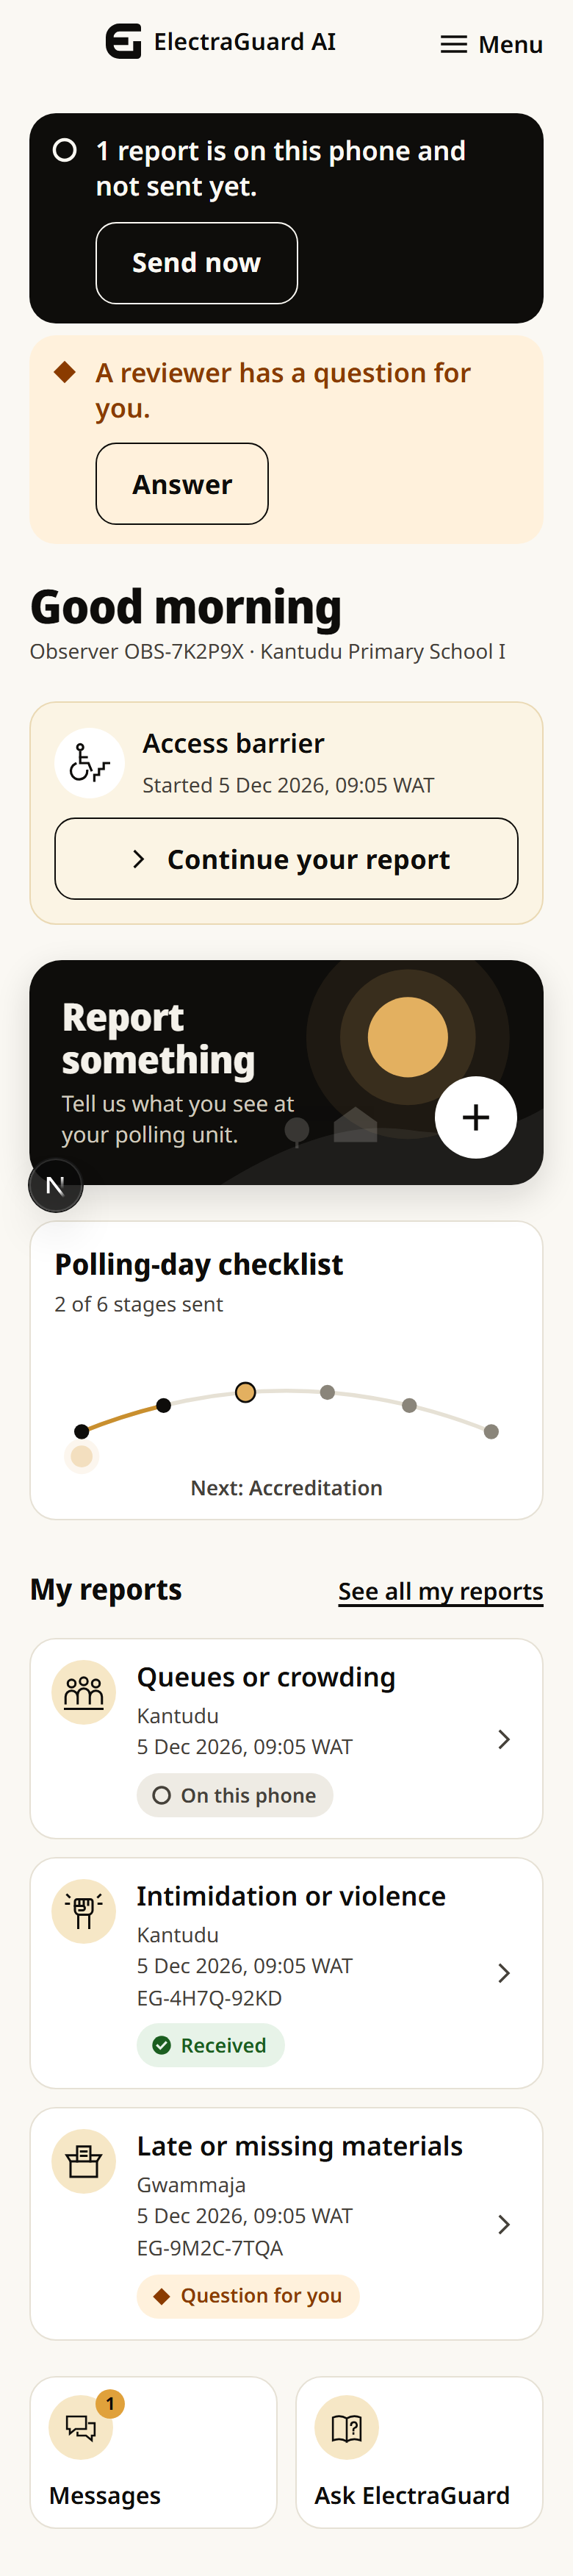 ElectraGuard AI
Menu
1 report is on this phone and
not sent yet.
Send now
A reviewer has a question for
you.
Answer
Good morning
Observer OBS-7K2P9X · Kantudu Primary School I
Access barrier
Started 5 Dec 2026, 09:05 WAT
Continue your report
Report
something
Tell us what you see at
your polling unit.
N
Polling-day checklist
2 of 6 stages sent
Next: Accreditation
My reports
See all my reports
Queues or crowding
Kantudu
5 Dec 2026, 09:05 WAT
On this phone
Intimidation or violence
Kantudu
5 Dec 2026, 09:05 WAT
EG-4H7Q-92KD
Received
Late or missing materials
Gwammaja
5 Dec 2026, 09:05 WAT
EG-9M2C-7TQA
Question for you
1
Messages
Ask ElectraGuard